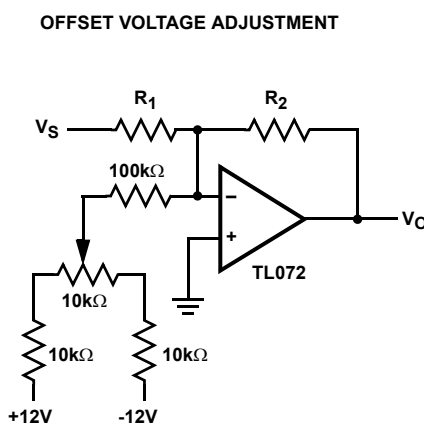 OFFSET VOLTAGE ADJUSTMENT
R1
R2
VS
100kΩ
−
+
VO
TL072
10kΩ
10kΩ
10kΩ
+12V
-12V